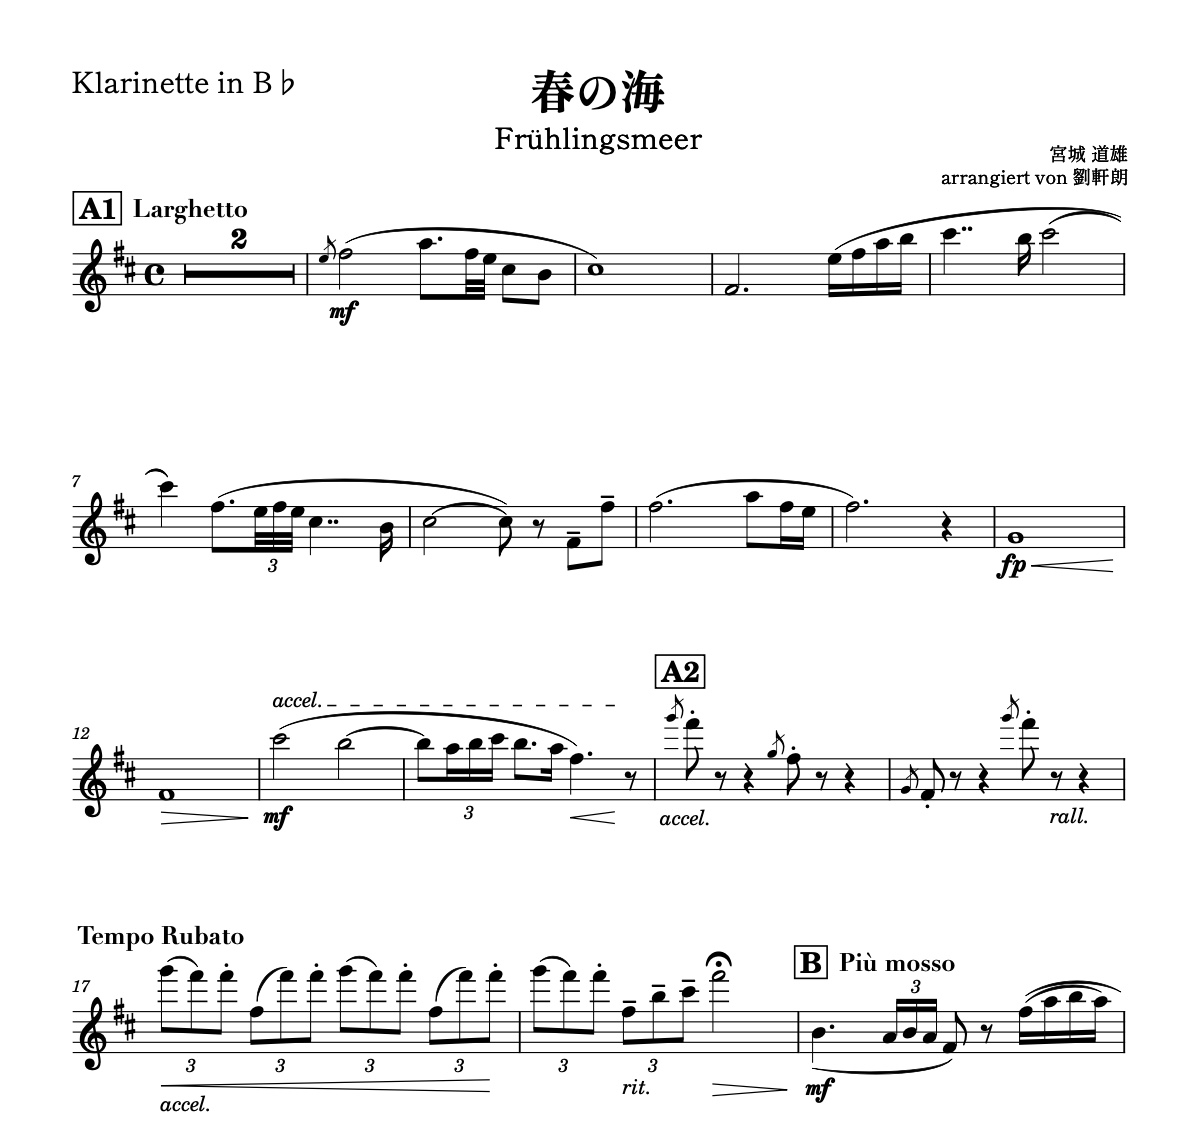 Klarinette in B♭
春の海
Frühlingsmeer
宮城 道雄
arrangiert von 劉軒朗
A1 Larghetto
2
mf
7
3
fp
A2
accel.
12
mf
3
accel.
rall.
Tempo Rubato
B Più mosso
17
3
3 3 3 3 3 3
rit.
mf
accel.